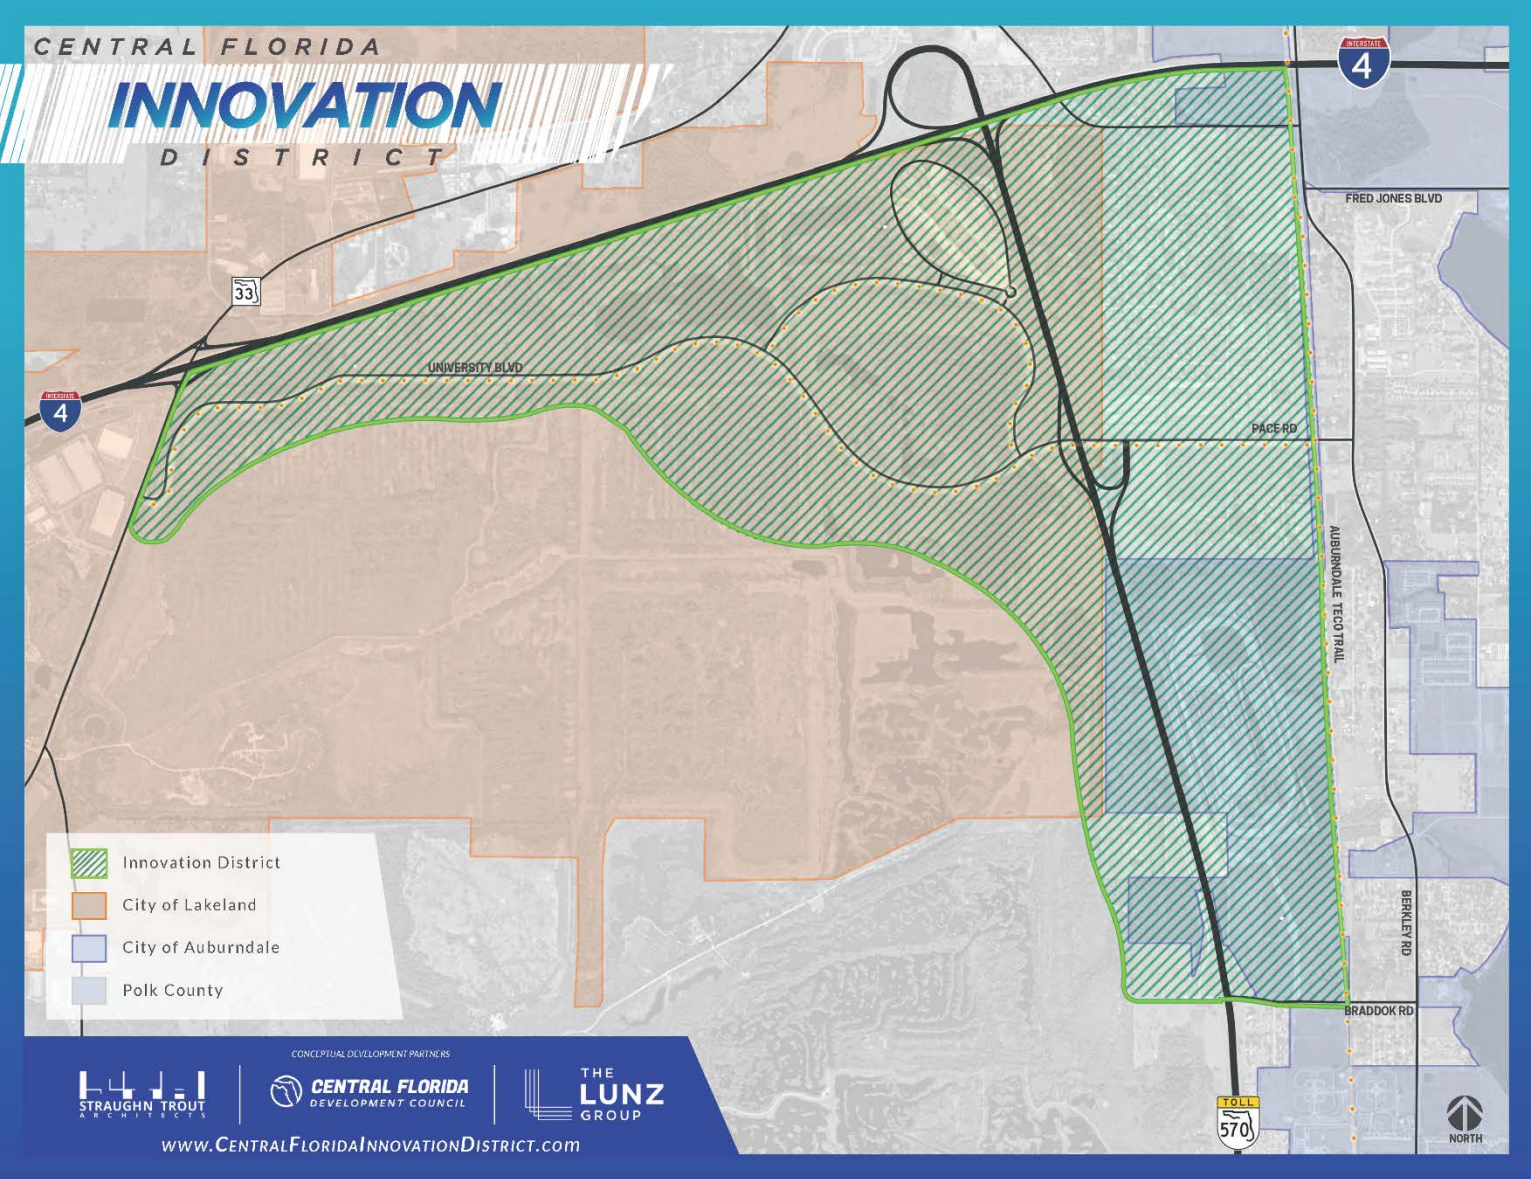 CENTRAL FLORIDA
INNOVATION
DISTRICT
INTERSTATE
4
FRED JONES BLVD
33
UNIVERSITY BLVD
INTERSTATE
4
PACE RD
AUBURNDALE TECO TRAIL
BERKLEY RD
BRADDOK RD
Innovation District
City of Lakeland
City of Auburndale
Polk County
CONCEPTUAL DEVELOPMENT PARTNERS
STRAUGHN TROUT
ARCHITECTS
CENTRAL FLORIDA
DEVELOPMENT COUNCIL
THE
LUNZ
GROUP
www.CentralFloridaInnovationDistrict.com
TOLL
570
NORTH